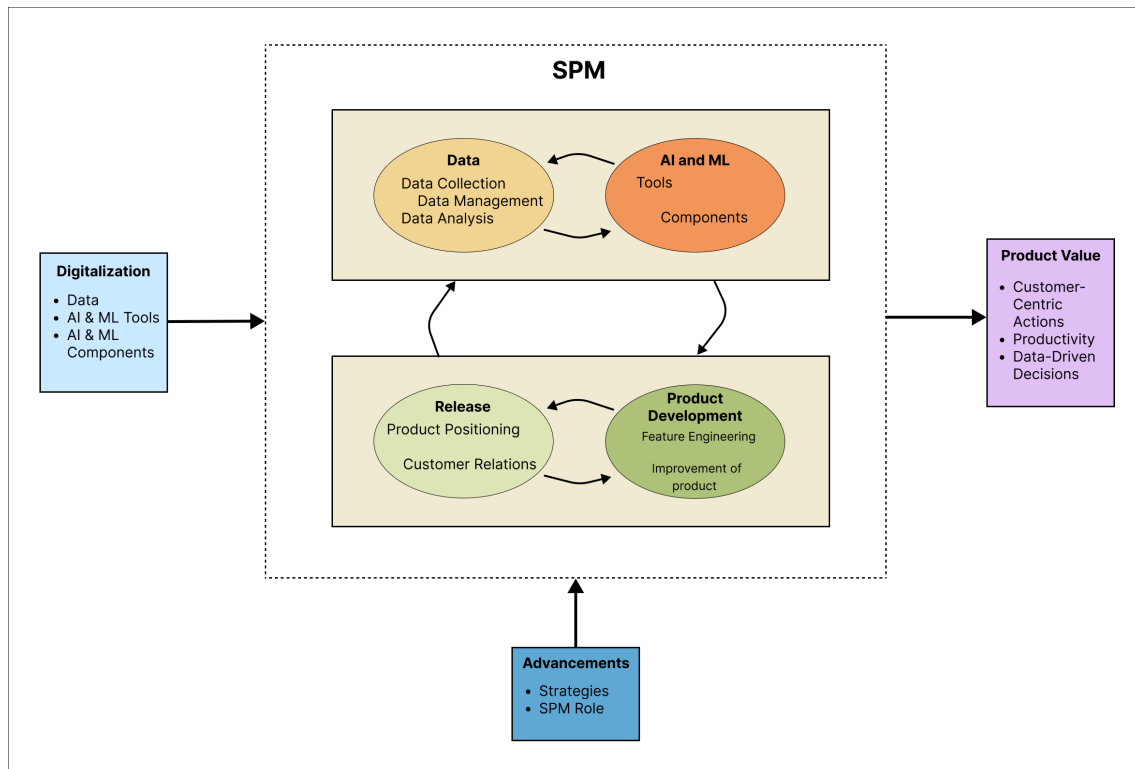 SPM
Data
Data Collection
Data Management
Data Analysis
AI and ML
Tools
Components
Digitalization
• Data
• AI & ML Tools
• AI & ML
Components
Product Value
• Customer-
Centric
Actions
• Productivity
• Data-Driven
Decisions
Release
Product Positioning
Customer Relations
Product
Development
Feature Engineering
Improvement of
product
Advancements
• Strategies
• SPM Role